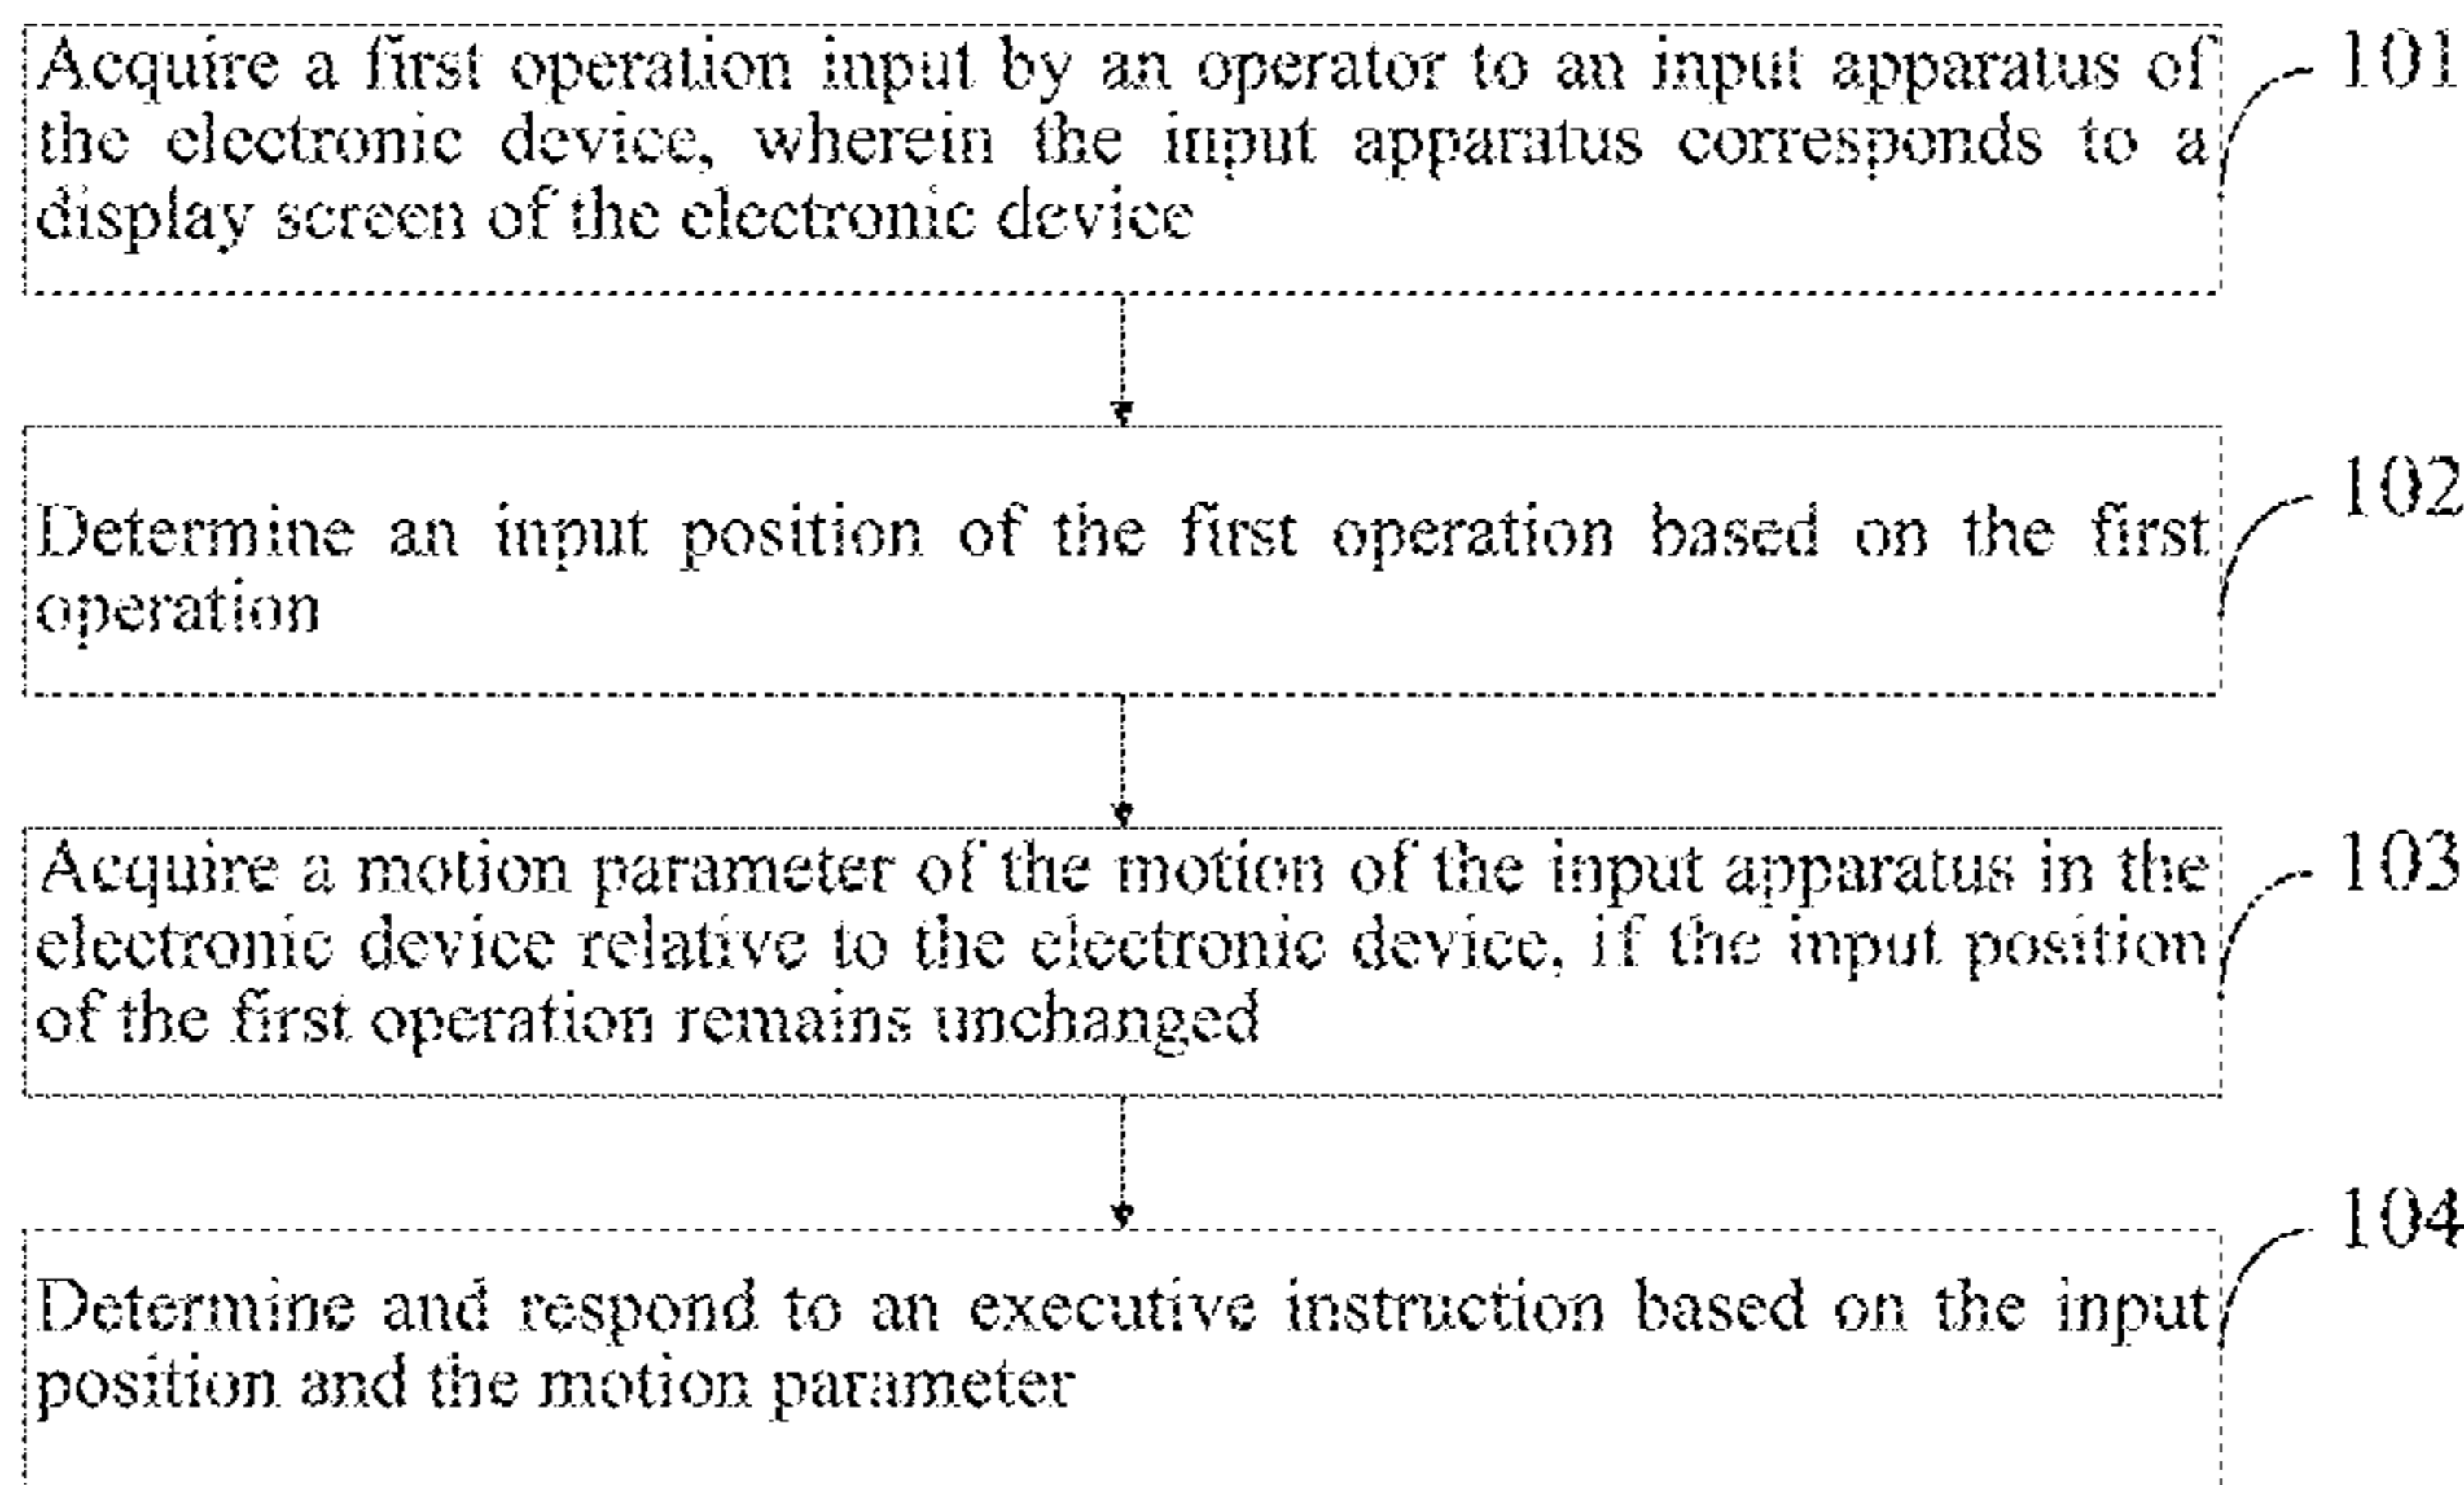 Acquire a first operation input by an operator to an input apparatus of
101
the electronic device, wherein the input apparatus corresponds to a
display screen of the electronic device
102
Determine an input position of the first operation based on the first
operation
Acquire a motion parameter of the motion of the input apparatus in the
103
electronic device relative to the electronic device, if the input position
of the first operation remains unchanged
104
Determine and respond to an executive instruction based on the input
position and the motion parameter